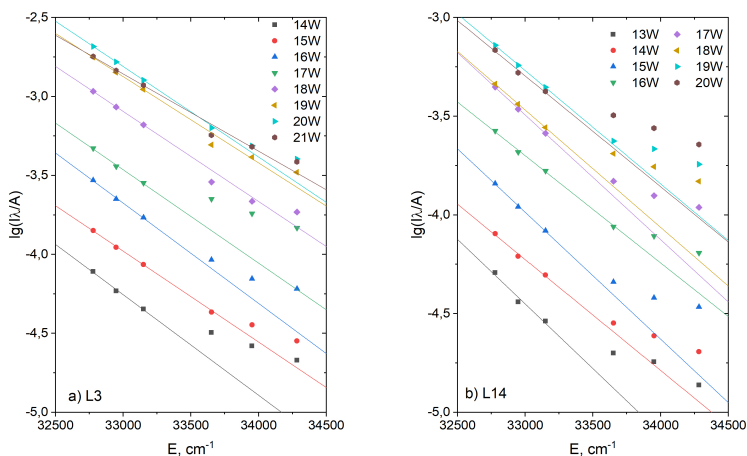 -2,5
-3,0
-3,5
-4,0
-4,5
-5,0
lg(Iλ/A)
14W
15W
16W
17W
18W
19W
20W
21W
a) L3
32500 33000 33500 34000 34500
E, cm⁻¹
-3,0
-3,5
-4,0
-4,5
-5,0
lg(Iλ/A)
13W 17W
14W 18W
15W 19W
16W 20W
b) L14
32500 33000 33500 34000 34500
E, cm⁻¹